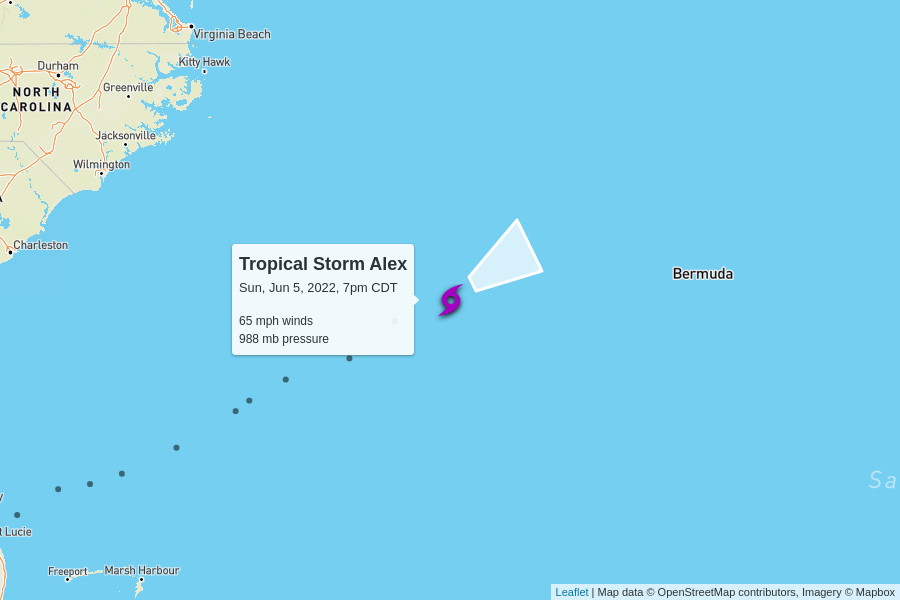 Virginia Beach
Kitty Hawk
Durham
Greenville
NORTH
CAROLINA
Jacksonville
Wilmington
Charleston
Tropical Storm Alex
Sun, Jun 5, 2022, 7pm CDT
65 mph winds
988 mb pressure
Bermuda
Sa
t Lucie
Freeport
Marsh Harbour
Leaflet | Map data © OpenStreetMap contributors, Imagery © Mapbox